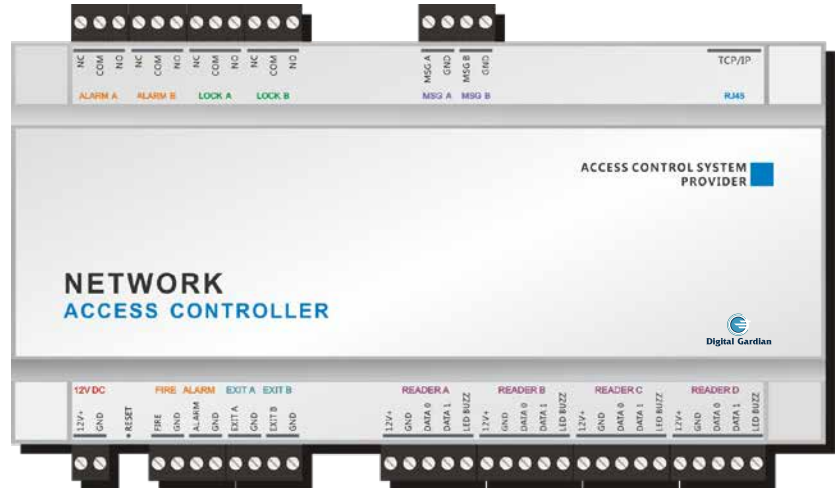 NC COM NO NC COM NO NC COM NO NC COM NO MSG A GND MSG B GND TCP/IP
ALARM A ALARM B LOCK A LOCK B MSG A MSG B RJ45
ACCESS CONTROL SYSTEM
PROVIDER
NETWORK
ACCESS CONTROLLER
Digital Gardian
12V DC FIRE ALARM EXIT A EXIT B READER A READER B READER C READER D
12V+ GND • RESET FIRE GND ALARM GND EXIT A GND EXIT B GND 12V+ GND DATA 0 DATA 1 LED BUZZ 12V+ GND DATA 0 DATA 1 LED BUZZ 12V+ GND DATA 0 DATA 1 LED BUZZ 12V+ GND DATA 0 DATA 1 LED BUZZ